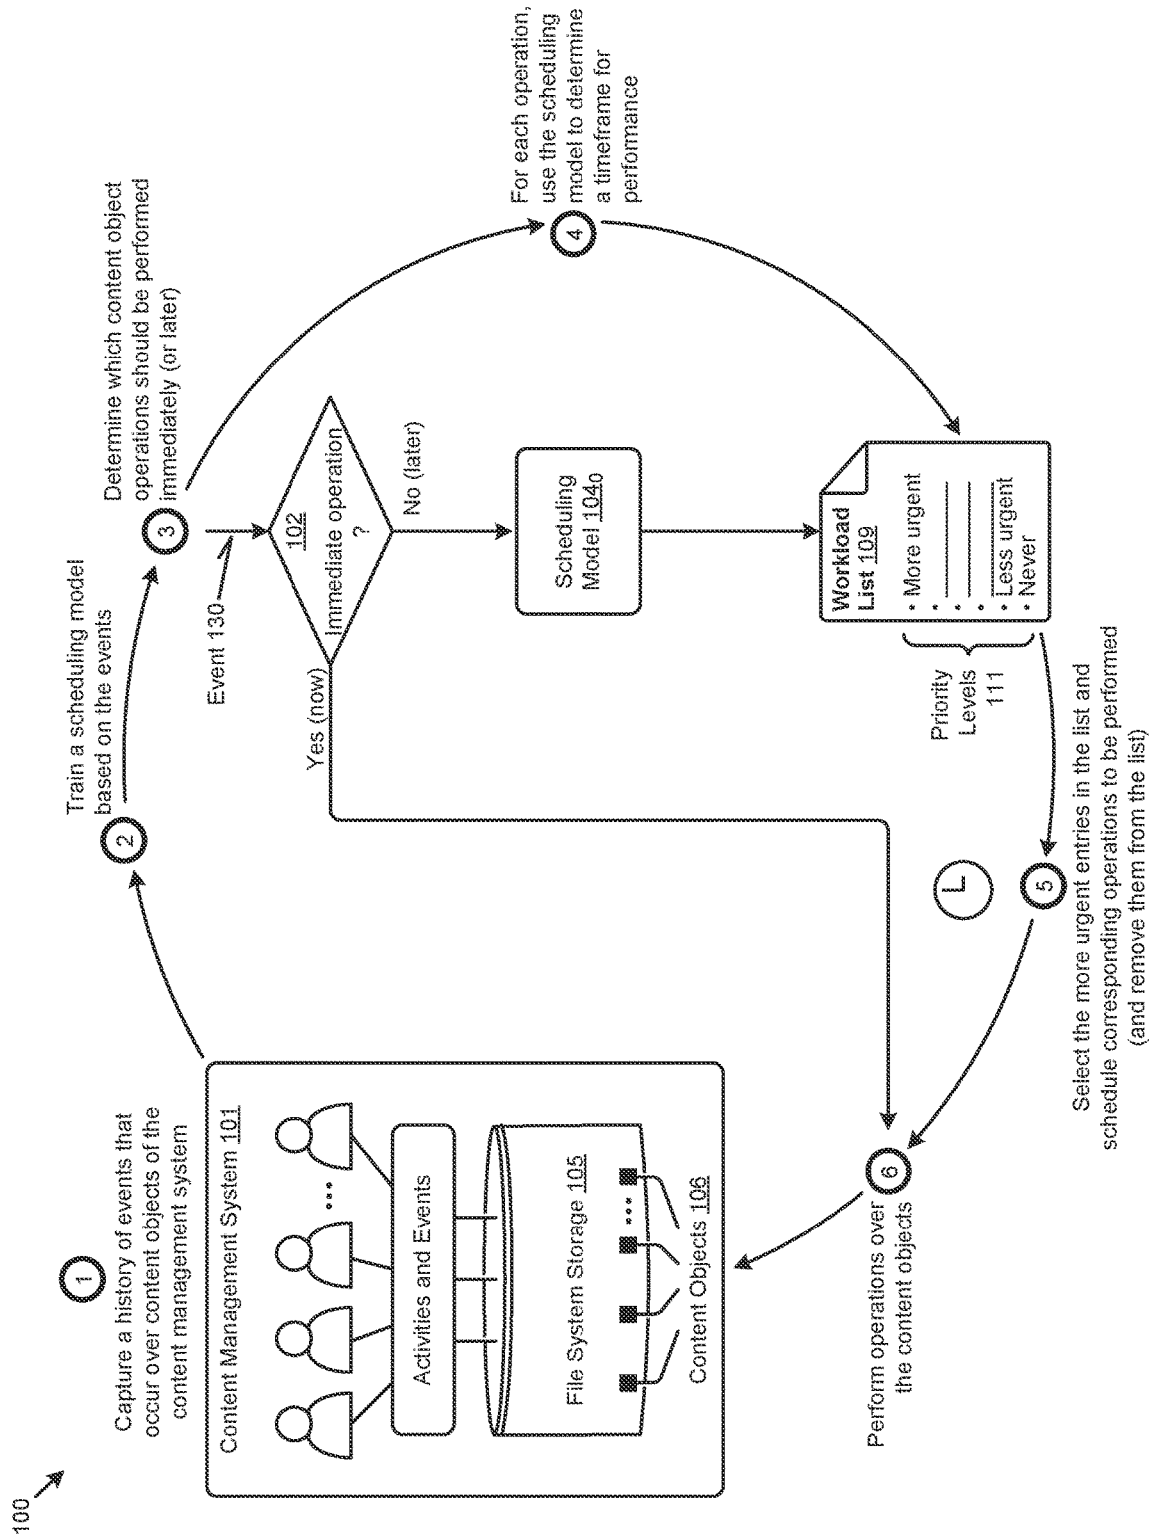 100
1
Capture a history of events that
occur over content objects of the
content management system
Content Management System 101
...
Activities and Events
File System Storage 105
...
Content Objects 106
2
Train a scheduling model
based on the events
3
Determine which content object
operations should be performed
immediately (or later)
Event 130
102
Immediate operation
?
Yes (now)
No (later)
Scheduling
Model 104₀
4
For each operation,
use the scheduling
model to determine
a timeframe for
performance
Workload
List 109
• More urgent
•
•
•
• Less urgent
• Never
Priority
Levels
111
5
Select the more urgent entries in the list and
schedule corresponding operations to be performed
(and remove them from the list)
6
Perform operations over
the content objects